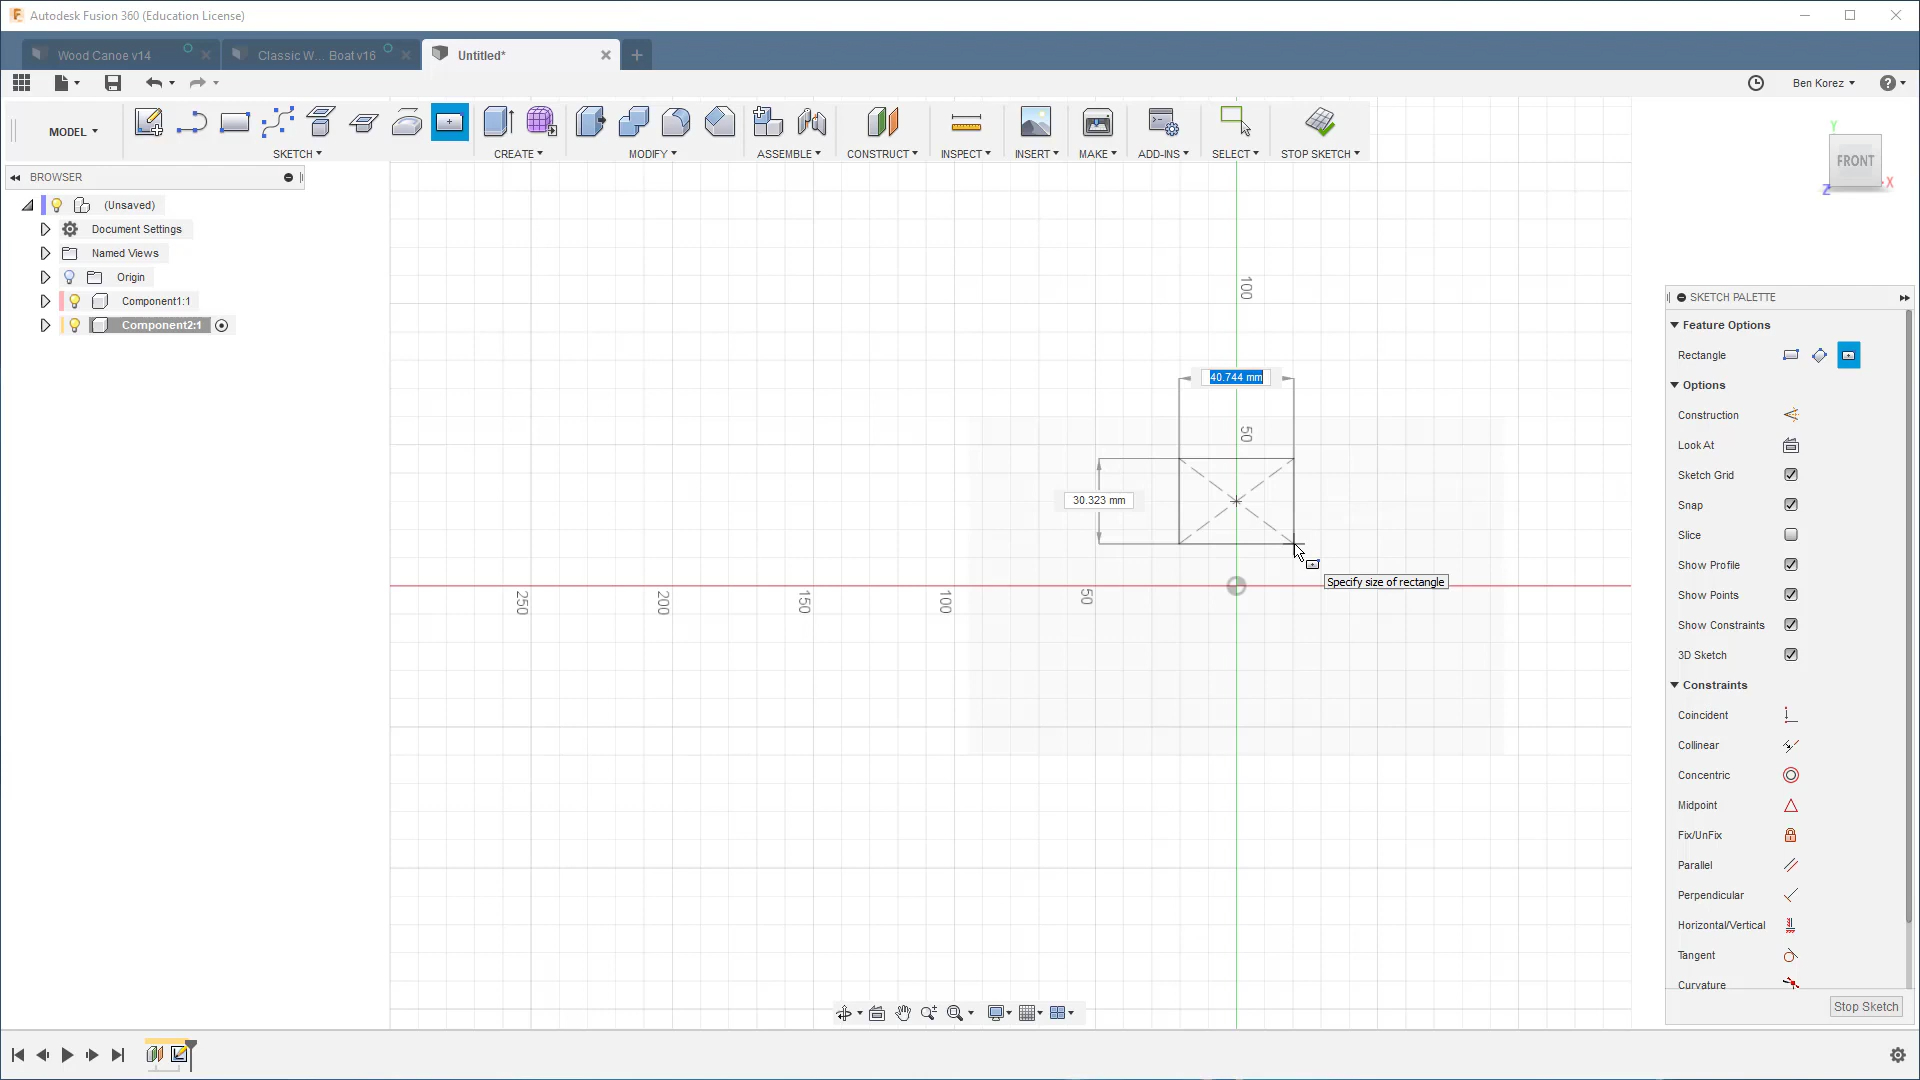 Autodesk Fusion 360 (Education License)
Wood Canoe v14
Classic W... Boat v16
Untitled*
Ben Korez
MODEL
SKETCH
CREATE
MODIFY
ASSEMBLE
CONSTRUCT
INSPECT
INSERT
MAKE
ADD-INS
SELECT
STOP SKETCH
FRONT
Y
X
Z
BROWSER
(Unsaved)
Document Settings
Named Views
Origin
Component1:1
Component2:1
100
40.744 mm
50
30.323 mm
Specify size of rectangle
250
200
150
100
50
SKETCH PALETTE
Feature Options
Rectangle
Options
Construction
Look At
Sketch Grid
Snap
Slice
Show Profile
Show Points
Show Constraints
3D Sketch
Constraints
Coincident
Collinear
Concentric
Midpoint
Fix/UnFix
Parallel
Perpendicular
Horizontal/Vertical
Tangent
Curvature
Stop Sketch